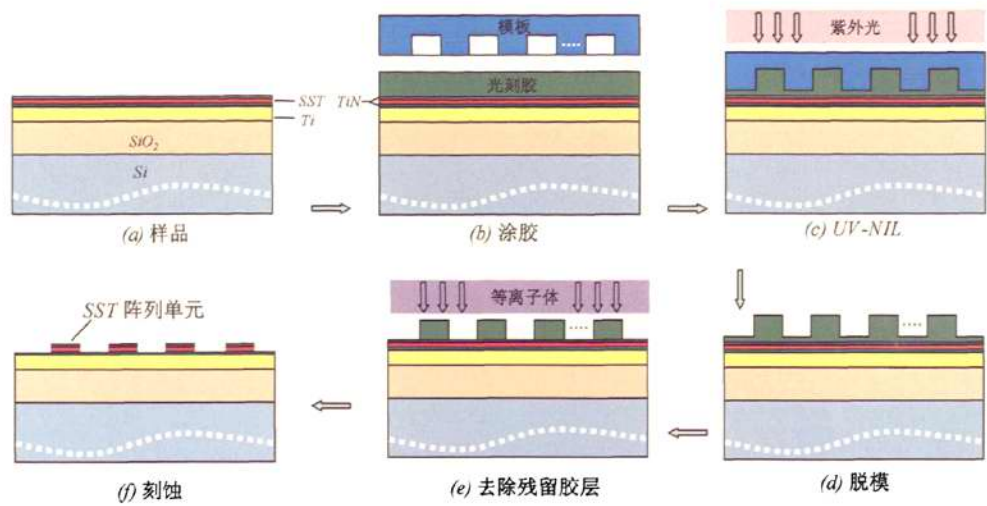 SST
TiN
Ti
SiO₂
Si
(a) 样品
模板
光刻胶
(b) 涂胶
紫外光
(c) UV-NIL
(d) 脱模
等离子体
(e) 去除残留胶层
SST 阵列单元
(f) 刻蚀